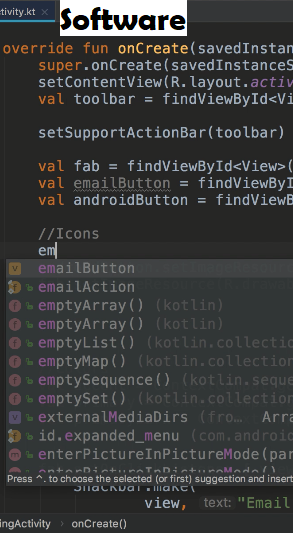 ctivity.kt ×
Software
override fun onCreate(savedInstanc
super.onCreate(savedInstanceS
setContentView(R.layout.activ
val toolbar = findViewById<Vi
setSupportActionBar(toolbar)
val fab = findViewById<View>(
val emailButton = findViewByI
val androidButton = findViewB
//Icons
em
v emailButton
f emailAction
f emptyArray() (kotlin)
f emptyArray() (kotlin)
f emptyList() (kotlin.collectio
f emptyMap() (kotlin.collection
f emptySequence() (kotlin.seque
f emptySet() (kotlin.collection
v externalMediaDirs (fro… Arra
f id.expanded_menu (com.android
m enterPictureInPictureMode(par
m enterPictureInPictureMode()
Press ^. to choose the selected (or first) suggestion and insert
Snackbar.make(
view, text: "Email
ingActivity › onCreate()